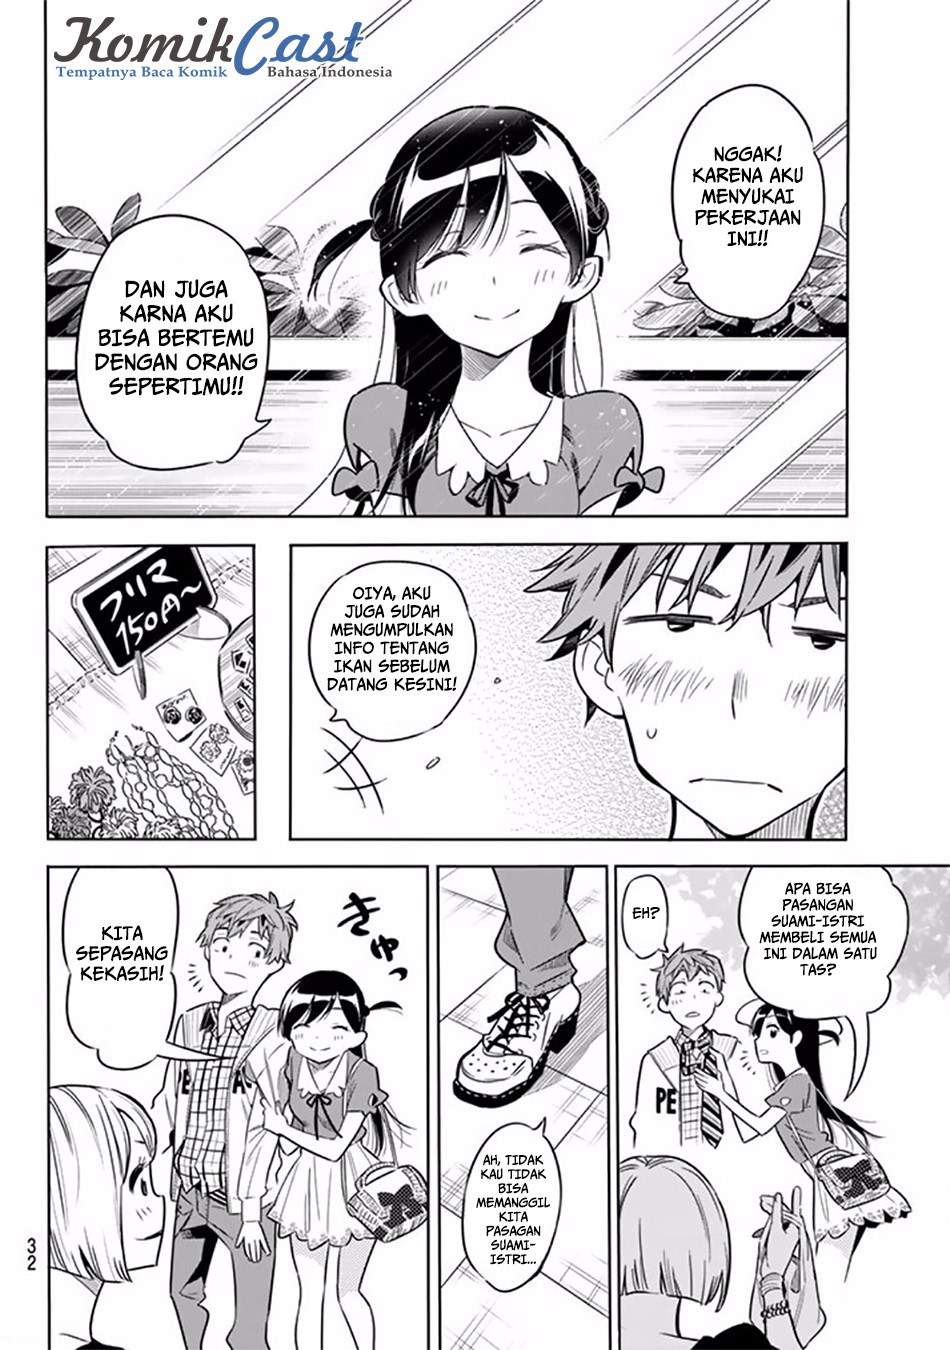 KomikCast
Tempatnya Baca Komik Bahasa Indonesia
NGGAK!
KARENA AKU
MENYUKAI
PEKERJAAN
INI!!
DAN JUGA
KARNA AKU
BISA BERTEMU
DENGAN ORANG
SEPERTIMU!!
OIYA, AKU
JUGA SUDAH
MENGUMPULKAN
INFO TENTANG
IKAN SEBELUM
DATANG KESINI!
フリマ
150円~
APA BISA
PASANGAN
SUAMI-ISTRI
MEMBELI SEMUA
INI DALAM SATU
TAS?
EH?
PE
AH, TIDAK
KAU TIDAK
BISA
MEMANGGIL
KITA
PASAGAN
SUAMI-
ISTRI...
きゅっ
KITA
SEPASANG
KEKASIH!
PE
32